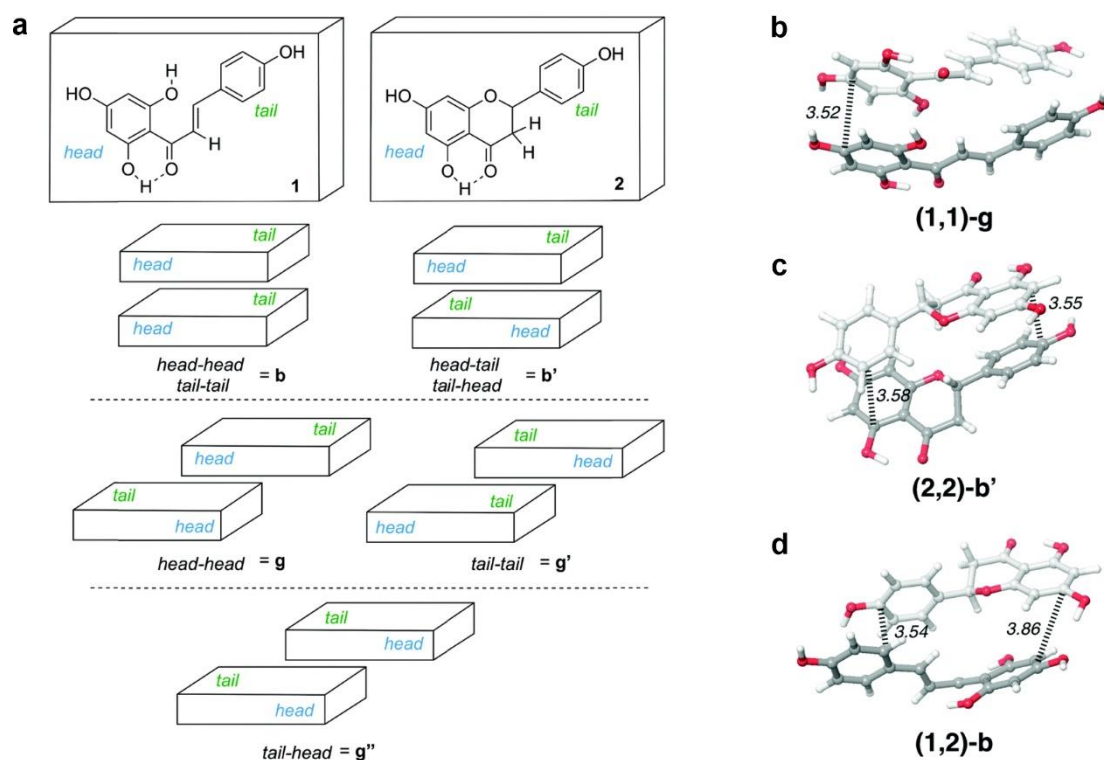 a
OH
H
HO
O
tail
H
head
O
O
H
1
OH
HO
O
tail
H
head
H
O
O
H
2
tail
head
tail
head
head-head
tail-tail = b
tail
head
tail
head
head-tail
tail-head = b’
tail
head
tail
head
head-head = g
tail
head
tail
head
tail-tail = g’
tail
head
tail
head
tail-head = g”
b
3.52
(1,1)-g
c
3.55
3.58
(2,2)-b’
d
3.54
3.86
(1,2)-b